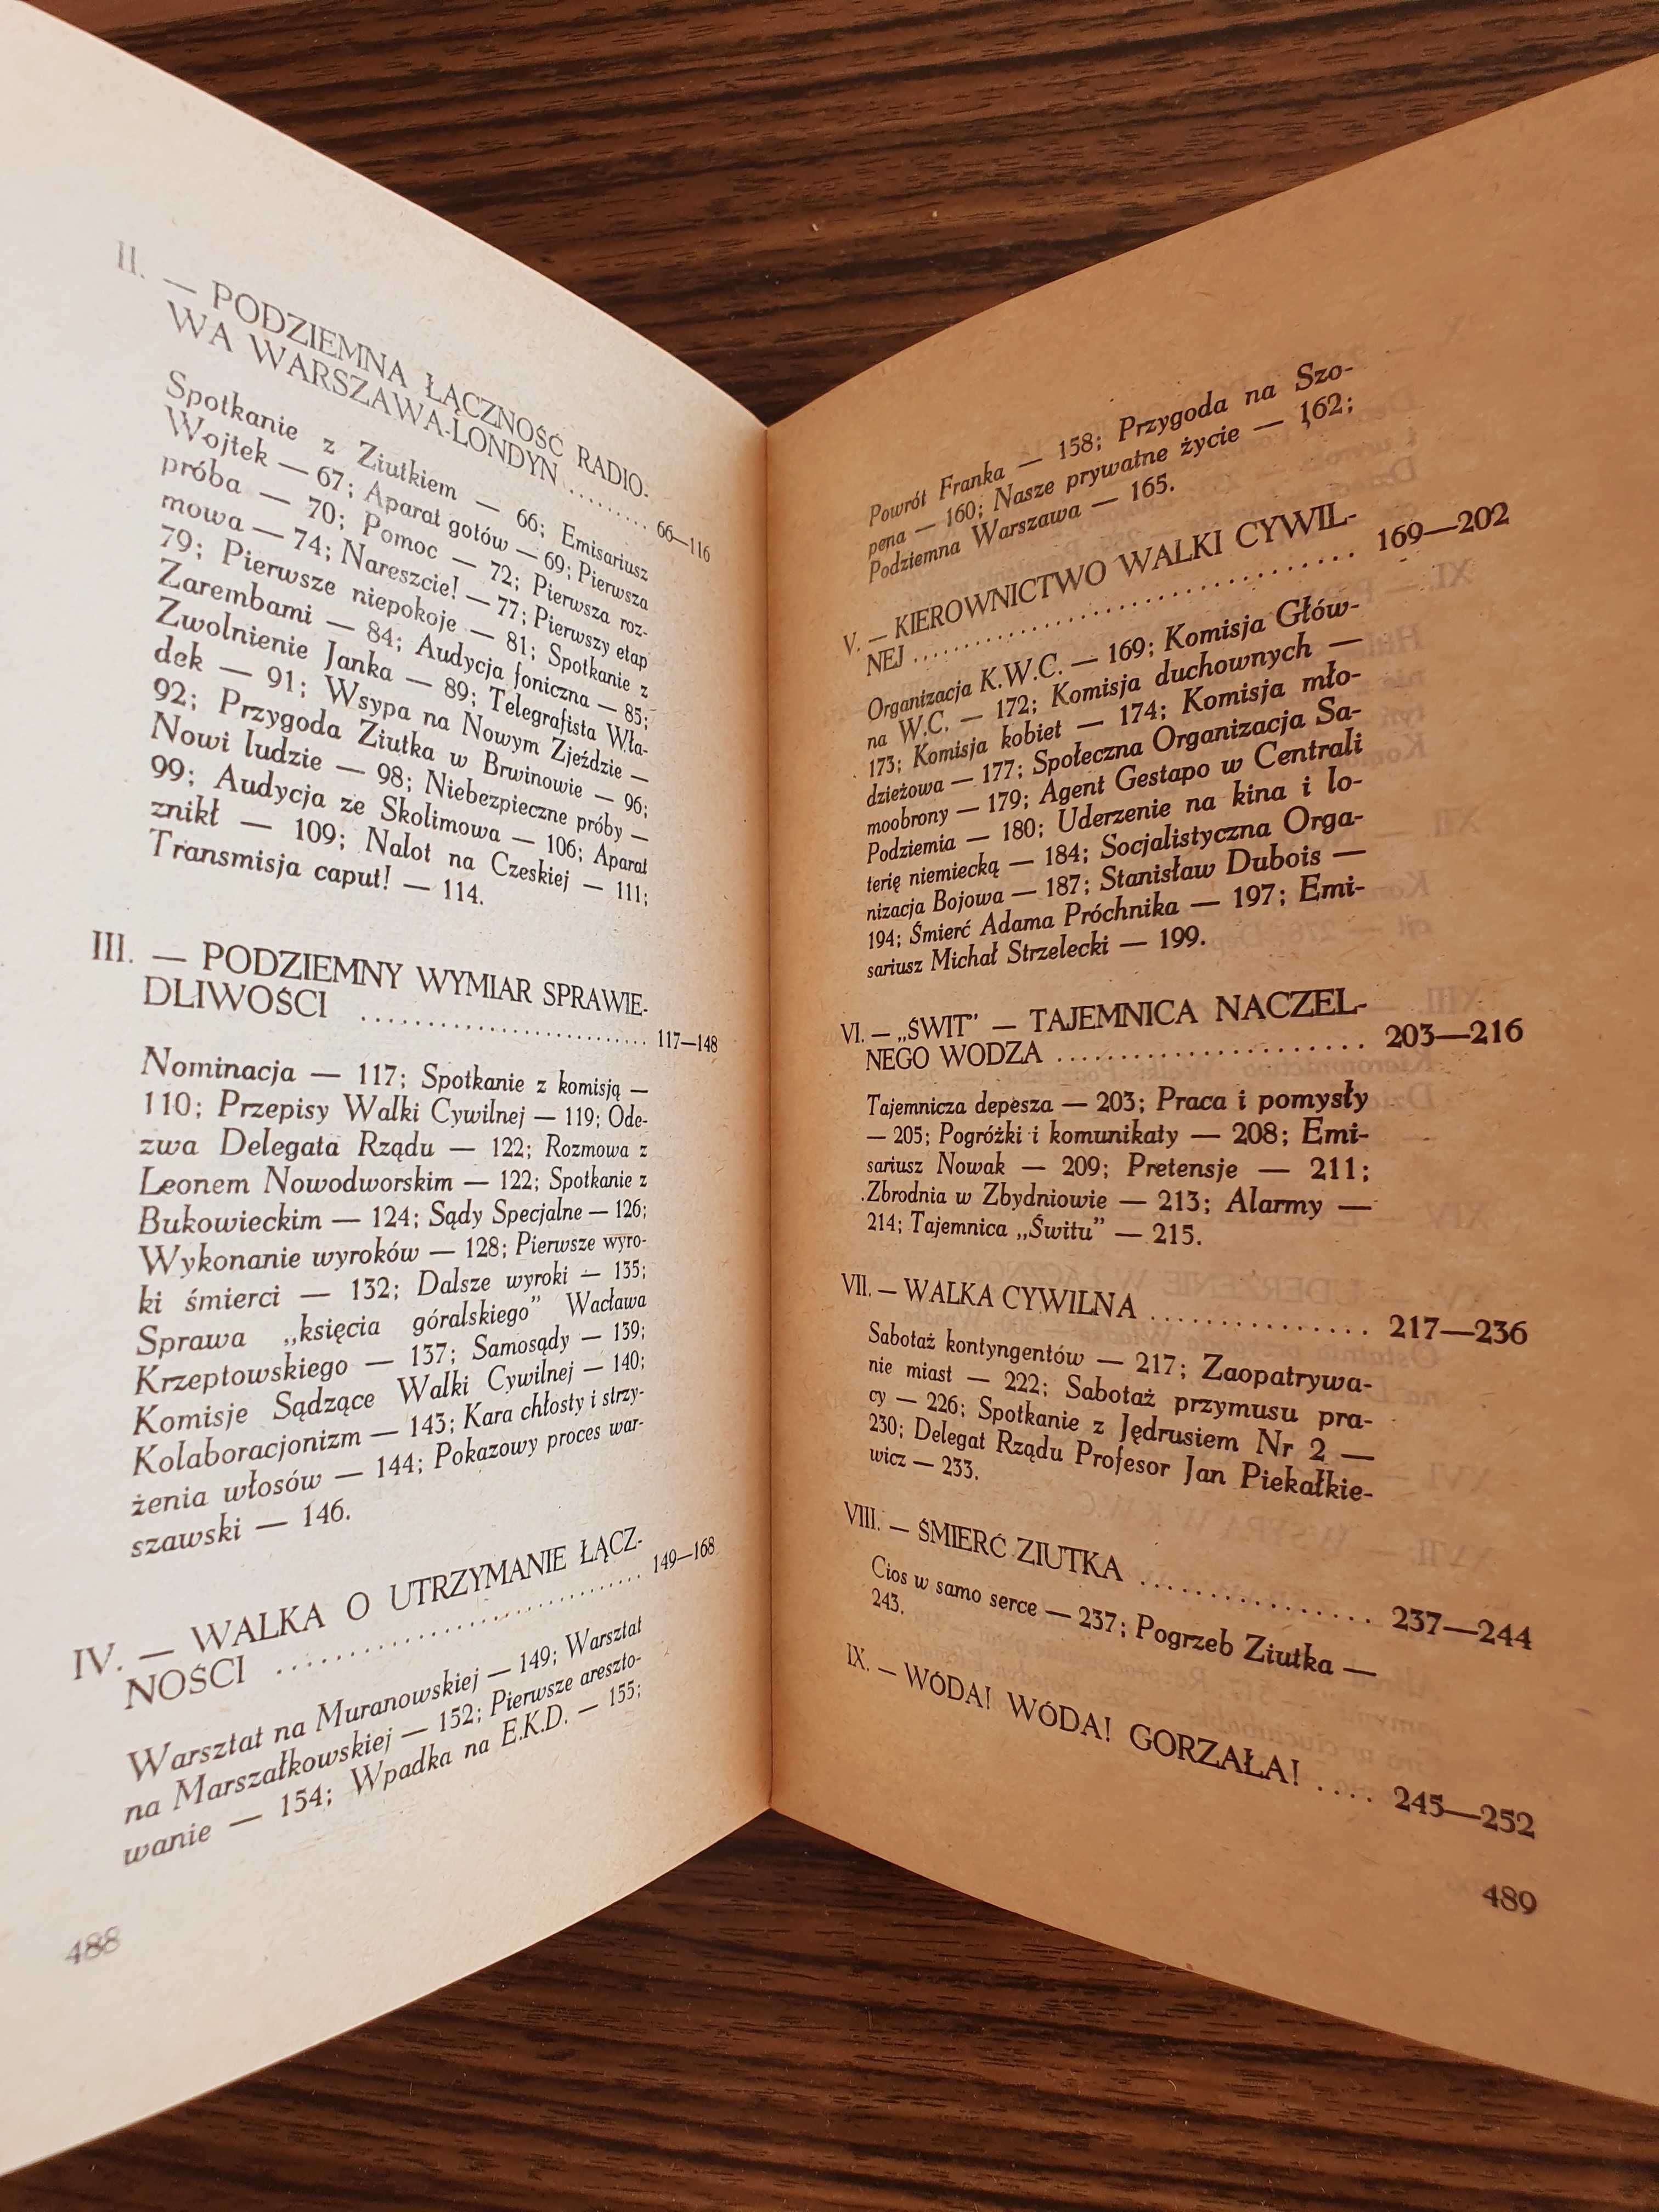 II. — PODZIEMNA ŁĄCZNOŚĆ RADIO-
WA WARSZAWA-LONDYN ......... 66—116
Spotkanie z Ziutkiem — 66; Emisariusz
Wojtek — 67; Aparat gotów — 69; Pierwsza
próba — 70; Pomoc — 72; Pierwsza roz-
mowa — 74; Nareszcie! — 77; Pierwszy etap
79; Pierwsze niepokoje — 81; Spotkanie z
Zarembami — 84; Audycja foniczna — 85;
Zwolnienie Janka — 89; Telegrafista Wła-
dek — 91; Wsypa na Nowym Zjeździe —
92; Przygoda Ziutka w Brwinowie — 96;
Nowi ludzie — 98; Niebezpieczne próby —
99; Audycja ze Skolimowa — 106; Aparat
znikł — 109; Nalot na Czeskiej — 111;
Transmisja caput! — 114.
III. — PODZIEMNY WYMIAR SPRAWIE-
DLIWOŚCI ........................ 117—148
Nominacja — 117; Spotkanie z komisją —
110; Przepisy Walki Cywilnej — 119; Ode-
zwa Delegata Rządu — 122; Rozmowa z
Leonem Nowodworskim — 122; Spotkanie z
Bukowieckim — 124; Sądy Specjalne — 126;
Wykonanie wyroków — 128; Pierwsze wyro-
ki śmierci — 132; Dalsze wyroki — 135;
Sprawa „księcia góralskiego” Wacława
Krzeptowskiego — 137; Samosądy — 139;
Komisje Sądzące Walki Cywilnej — 140;
Kolaboracjonizm — 143; Kara chłosty i strzy-
żenia włosów — 144; Pokazowy proces war-
szawski — 146.
IV. — WALKA O UTRZYMANIE ŁĄCZ-
NOŚCI ............................ 149—168
Warsztat na Muranowskiej — 149; Warsztat
na Marszałkowskiej — 152; Pierwsze areszto-
wanie — 154; Wpadka na E.K.D. — 155;
488
Powrót Franka — 158; Przygoda na Szo-
pena — 160; Nasze prywatne życie — 162;
Podziemna Warszawa — 165.
V. — KIEROWNICTWO WALKI CYWIL-
NEJ .............................. 169—202
Organizacja K.W.C. — 169; Komisja Głów-
na W.C. — 172; Komisja duchownych —
173; Komisja kobiet — 174; Komisja mło-
dzieżowa — 177; Społeczna Organizacja Sa-
moobrony — 179; Agent Gestapo w Centrali
Podziemia — 180; Uderzenie na kina i lo-
terię niemiecką — 184; Socjalistyczna Orga-
nizacja Bojowa — 187; Stanisław Dubois —
194; Śmierć Adama Próchnika — 197; Emi-
sariusz Michał Strzelecki — 199.
VI. — „ŚWIT” — TAJEMNICA NACZEL-
NEGO WODZA ...................... 203—216
Tajemnicza depesza — 203; Praca i pomysły
— 205; Pogróżki i komunikaty — 208; Emi-
sariusz Nowak — 209; Pretensje — 211;
Zbrodnia w Zbydniowie — 213; Alarmy —
214; Tajemnica „Świtu” — 215.
VII. — WALKA CYWILNA ................ 217—236
Sabotaż kontyngentów — 217; Zaopatrywa-
nie miast — 222; Sabotaż przymusu pra-
cy — 226; Spotkanie z Jędrusiem Nr 2 —
230; Delegat Rządu Profesor Jan Piekałkie-
wicz — 233.
VIII. — ŚMIERĆ ZIUTKA ................ 237—244
Cios w samo serce — 237; Pogrzeb Ziutka —
243.
IX. — WÓDA! WÓDA! GORZAŁA! .... 245—252
489